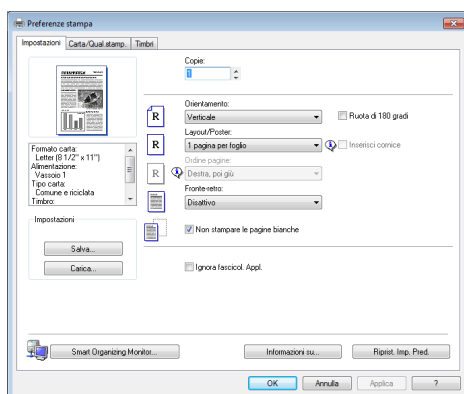 Preferenze stampa
Impostazioni Carta/Qual.stamp. Timbri
Copie:
1
Orientamento:
R Verticale Ruota di 180 gradi
Layout/Poster:
R 1 pagina per foglio Inserisci cornice
Ordine pagine:
R Destra, poi giù
Fronte-retro:
Disattivo
Non stampare le pagine bianche
Ignora fascicol. Appl.
Formato carta:
Letter (8 1/2" x 11")
Alimentazione:
Vassoio 1
Tipo carta:
Comune e riciclata
Timbro:
Impostazioni
Salva...
Carica...
Smart Organizing Monitor... Informazioni su... Riprist. Imp. Pred.
OK Annulla Applica ?